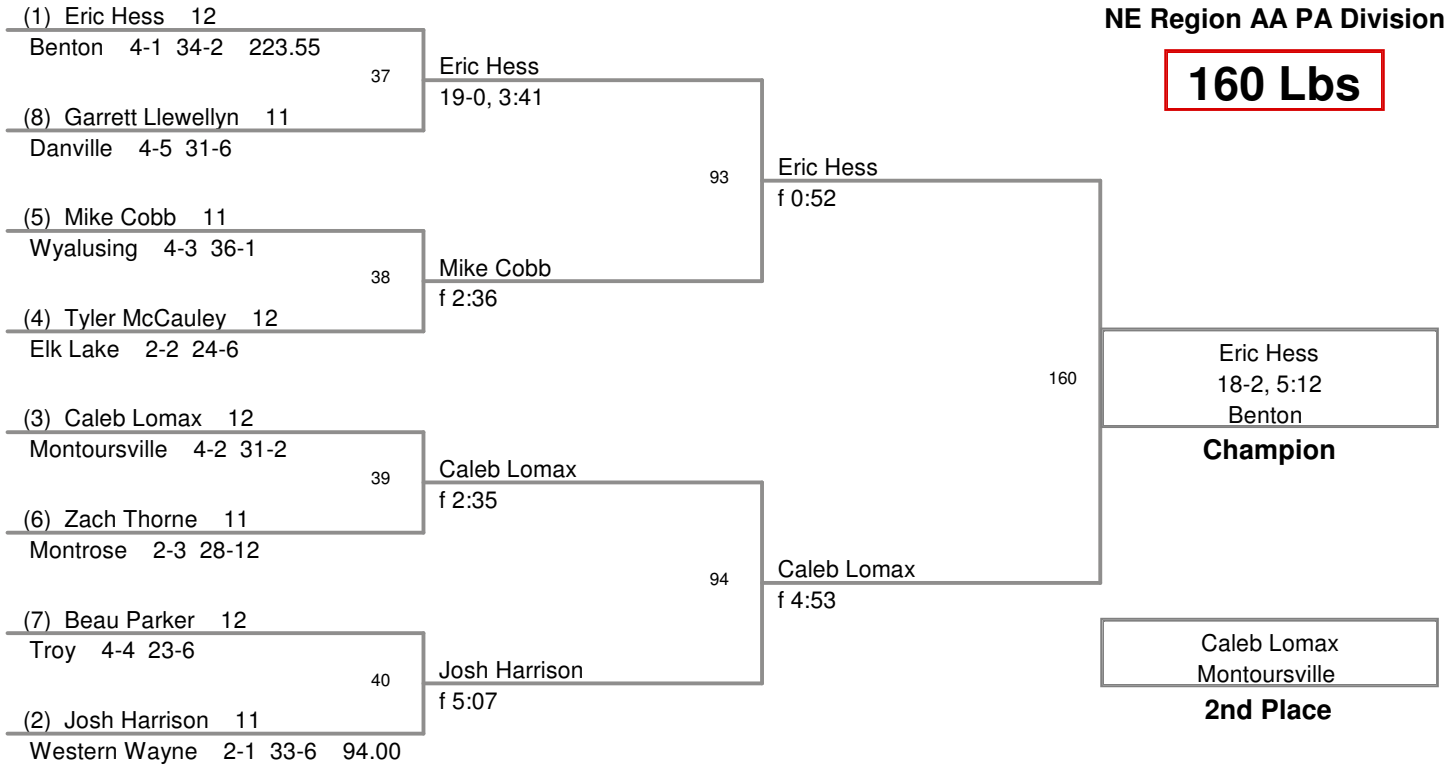 NE Region AA PA Division
160 Lbs
(1) Eric Hess 12
Benton 4-1 34-2 223.55
37
(8) Garrett Llewellyn 11
Danville 4-5 31-6
Eric Hess
19-0, 3:41
(5) Mike Cobb 11
Wyalusing 4-3 36-1
38
(4) Tyler McCauley 12
Elk Lake 2-2 24-6
Mike Cobb
f 2:36
93
Eric Hess
f 0:52
(3) Caleb Lomax 12
Montoursville 4-2 31-2
39
(6) Zach Thorne 11
Montrose 2-3 28-12
Caleb Lomax
f 2:35
(7) Beau Parker 12
Troy 4-4 23-6
40
(2) Josh Harrison 11
Western Wayne 2-1 33-6 94.00
Josh Harrison
f 5:07
94
Caleb Lomax
f 4:53
160
Eric Hess
18-2, 5:12
Benton
Champion
Caleb Lomax
Montoursville
2nd Place